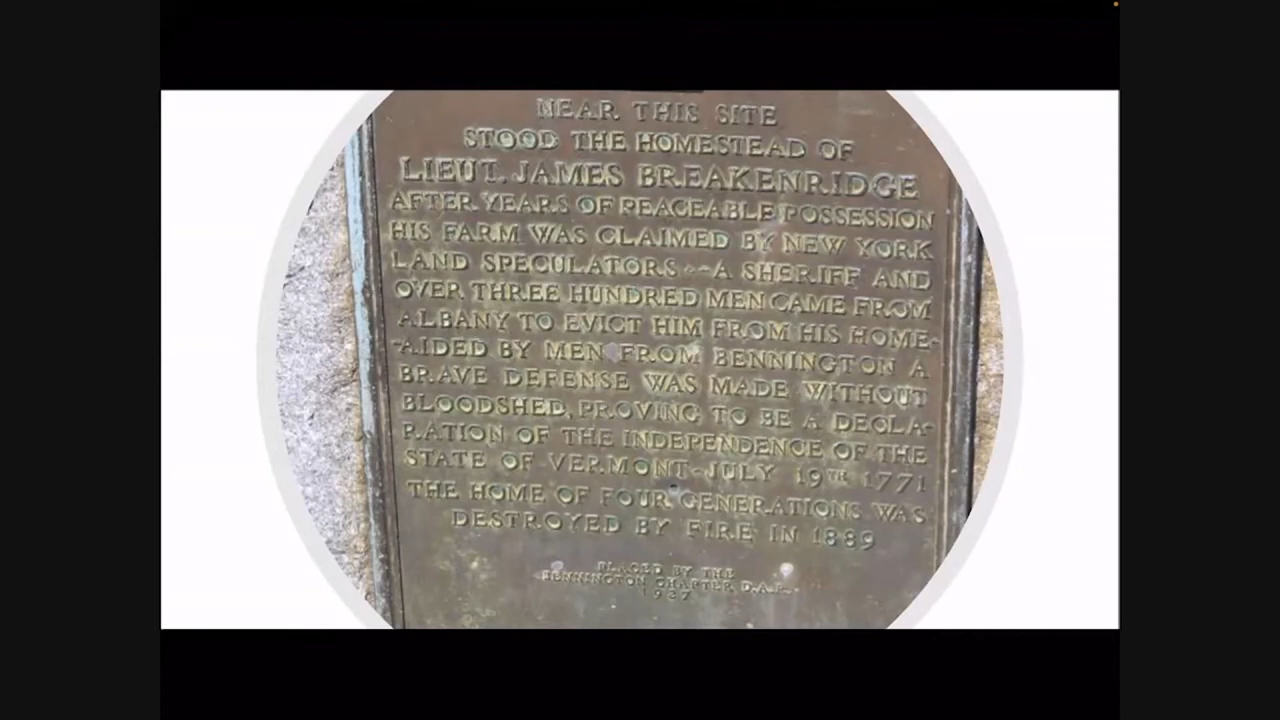 NEAR THIS SITE
STOOD THE HOMESTEAD OF
LIEUT. JAMES BREAKENRIDGE
AFTER YEARS OF PEACEABLE POSSESSION
HIS FARM WAS CLAIMED BY NEW YORK
LAND SPECULATORS--A SHERIFF AND
OVER THREE HUNDRED MEN CAME FROM
ALBANY TO EVICT HIM FROM HIS HOME-
-AIDED BY MEN FROM BENNINGTON A
BRAVE DEFENSE WAS MADE WITHOUT
BLOODSHED, PROVING TO BE A DECLA-
RATION OF THE INDEPENDENCE OF THE
STATE OF VERMONT-JULY 19TH 1771
THE HOME OF FOUR GENERATIONS WAS
DESTROYED BY FIRE IN 1889
PLACED BY THE
BENNINGTON CHAPTER D.A.R.
1937